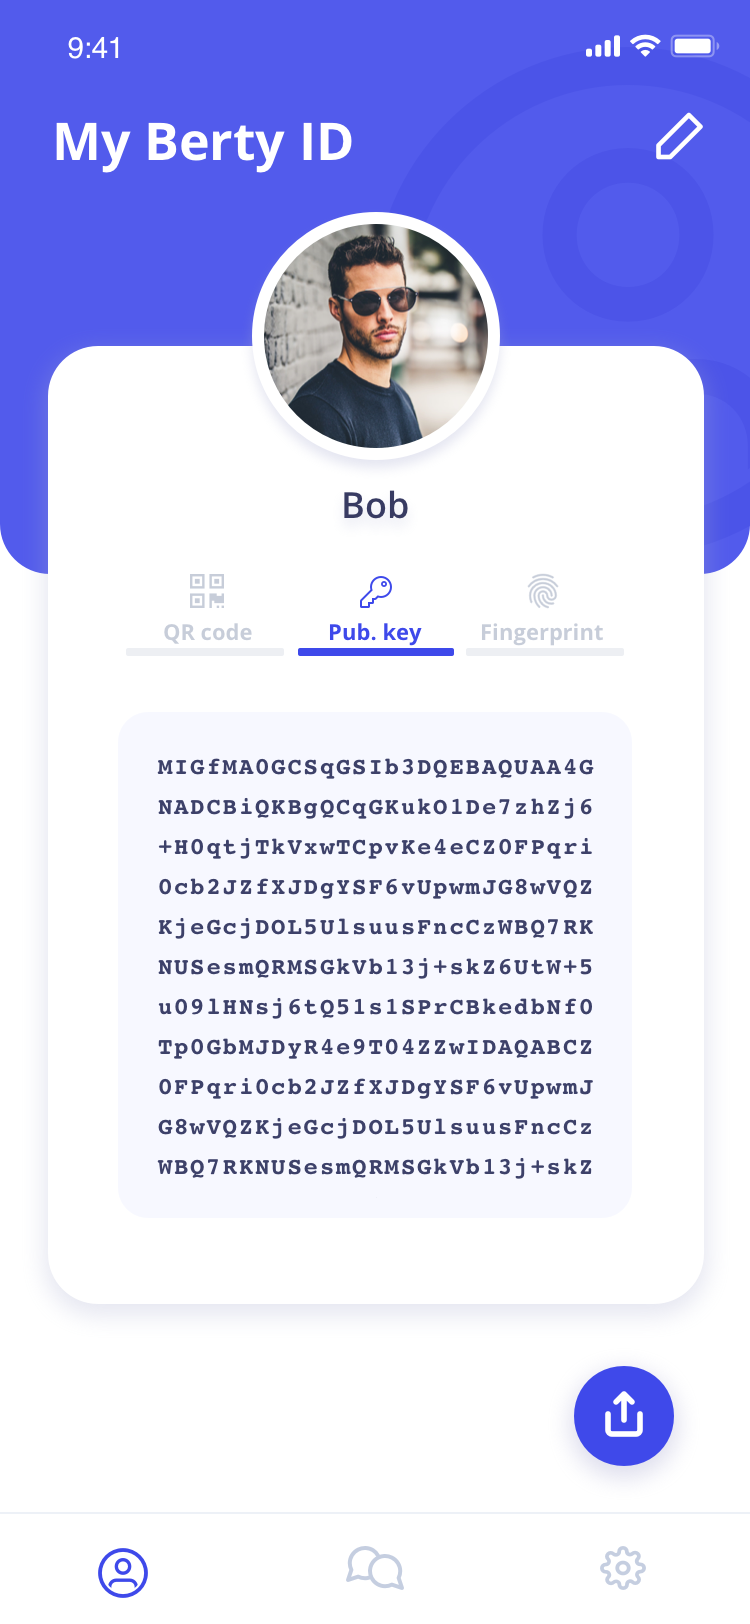 9:41
My Berty ID
Bob
QR code
Pub. key
Fingerprint
MIGfMA0GCSqGSIb3DQEBAQUAA4G
NADCBiQKBgQCqGKukO1De7zhZj6
+H0qtjTkVxwTCpvKe4eCZ0FPqri
0cb2JZfXJDgYSF6vUpwmJG8wVQZ
KjeGcjDOL5UlsuusFncCzWBQ7RK
NUSesmQRMSGkVb13j+skZ6UtW+5
u09lHNsj6tQ51s1SPrCBkedbNf0
Tp0GbMJDyR4e9T04ZZwIDAQABCZ
0FPqri0cb2JZfXJDgYSF6vUpwmJ
G8wVQZKjeGcjDOL5UlsuusFncCz
WBQ7RKNUSesmQRMSGkVb13j+skZ